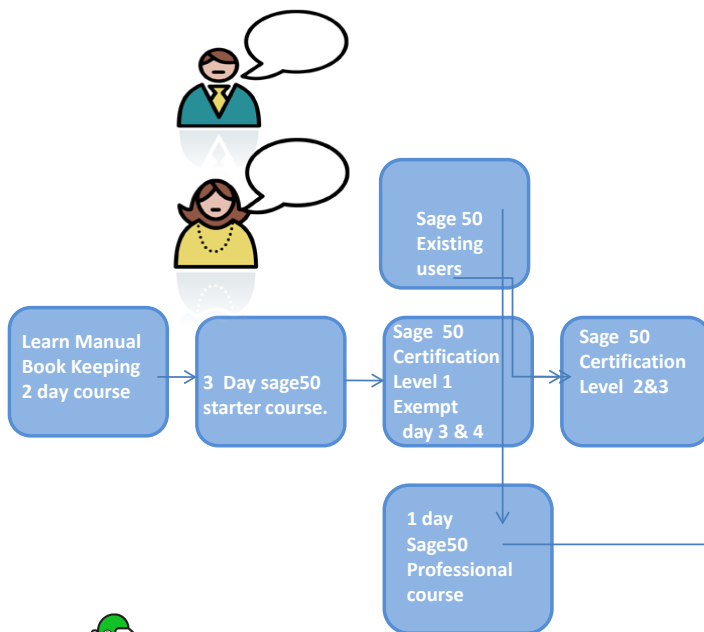 Sage 50
Existing
users
Learn Manual
Book Keeping
2 day course
3 Day sage50
starter course.
Sage 50
Certification
Level 1
Exempt
day 3 & 4
Sage 50
Certification
Level 2&3
1 day
Sage50
Professional
course